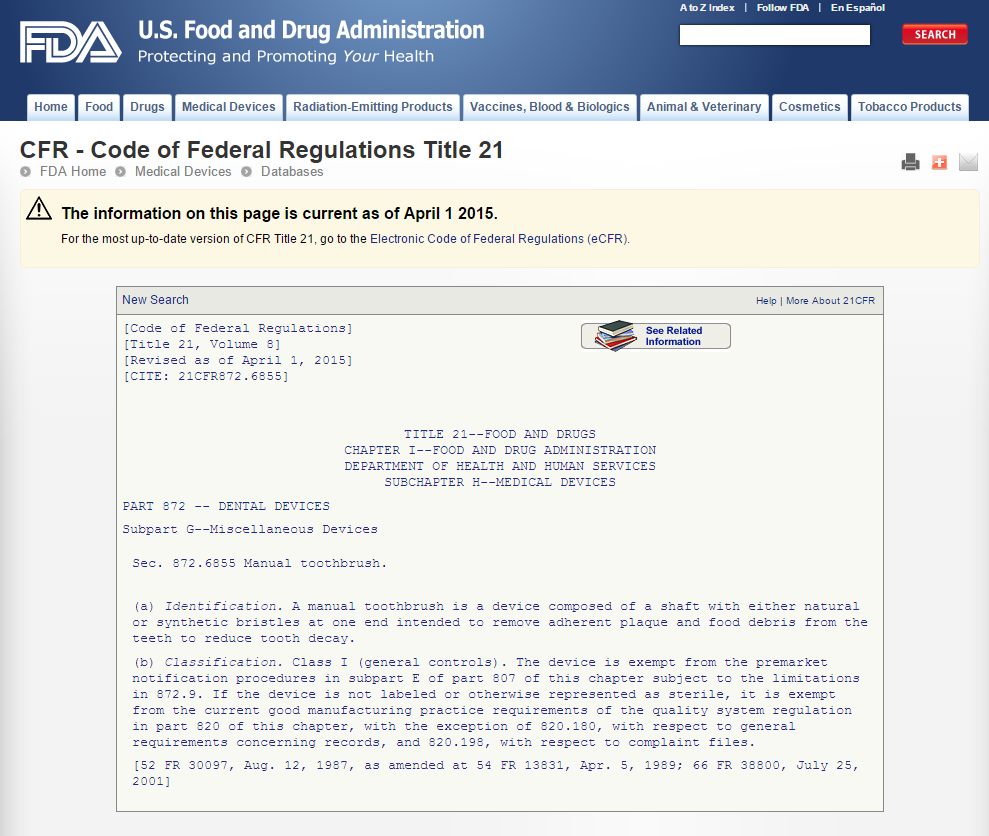 A to Z Index | Follow FDA | En Español
FDA
U.S. Food and Drug Administration
Protecting and Promoting Your Health
SEARCH
Home Food Drugs Medical Devices Radiation-Emitting Products Vaccines, Blood & Biologics Animal & Veterinary Cosmetics Tobacco Products
CFR - Code of Federal Regulations Title 21
FDA Home Medical Devices Databases
The information on this page is current as of April 1 2015.
For the most up-to-date version of CFR Title 21, go to the Electronic Code of Federal Regulations (eCFR).
New Search Help | More About 21CFR
[Code of Federal Regulations]
[Title 21, Volume 8]
[Revised as of April 1, 2015]
[CITE: 21CFR872.6855]
See Related
Information
TITLE 21--FOOD AND DRUGS
CHAPTER I--FOOD AND DRUG ADMINISTRATION
DEPARTMENT OF HEALTH AND HUMAN SERVICES
SUBCHAPTER H--MEDICAL DEVICES
PART 872 -- DENTAL DEVICES
Subpart G--Miscellaneous Devices
Sec. 872.6855 Manual toothbrush.
(a) Identification. A manual toothbrush is a device composed of a shaft with either natural
or synthetic bristles at one end intended to remove adherent plaque and food debris from the
teeth to reduce tooth decay.
(b) Classification. Class I (general controls). The device is exempt from the premarket
notification procedures in subpart E of part 807 of this chapter subject to the limitations
in 872.9. If the device is not labeled or otherwise represented as sterile, it is exempt
from the current good manufacturing practice requirements of the quality system regulation
in part 820 of this chapter, with the exception of 820.180, with respect to general
requirements concerning records, and 820.198, with respect to complaint files.
[52 FR 30097, Aug. 12, 1987, as amended at 54 FR 13831, Apr. 5, 1989; 66 FR 38800, July 25,
2001]